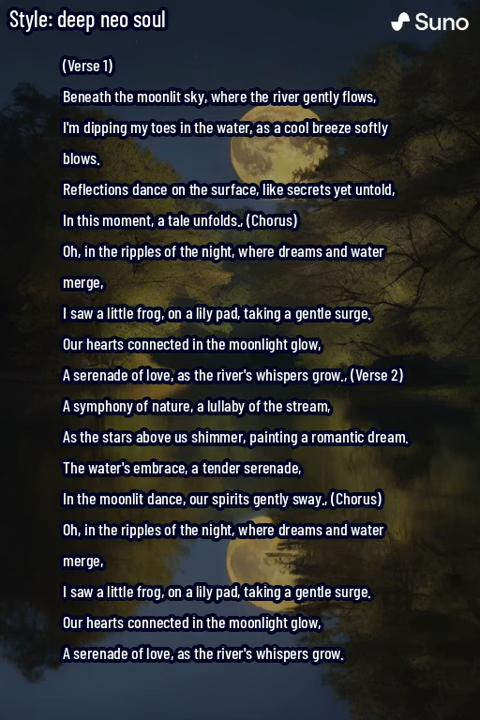 Style: deep neo soul
Suno
(Verse 1)
Beneath the moonlit sky, where the river gently flows,
I'm dipping my toes in the water, as a cool breeze softly
blows.
Reflections dance on the surface, like secrets yet untold,
In this moment, a tale unfolds., (Chorus)
Oh, in the ripples of the night, where dreams and water
merge,
I saw a little frog, on a lily pad, taking a gentle surge.
Our hearts connected in the moonlight glow,
A serenade of love, as the river's whispers grow., (Verse 2)
A symphony of nature, a lullaby of the stream,
As the stars above us shimmer, painting a romantic dream.
The water's embrace, a tender serenade,
In the moonlit dance, our spirits gently sway., (Chorus)
Oh, in the ripples of the night, where dreams and water
merge,
I saw a little frog, on a lily pad, taking a gentle surge.
Our hearts connected in the moonlight glow,
A serenade of love, as the river's whispers grow.